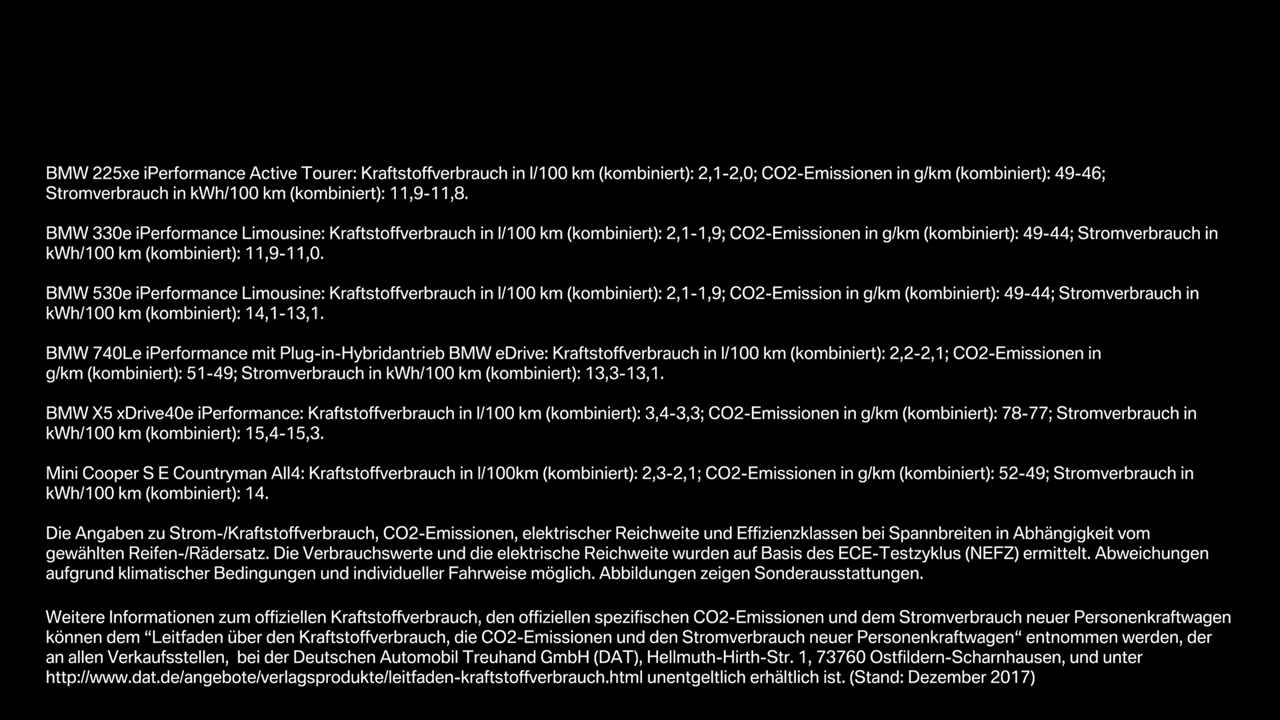 BMW 225xe iPerformance Active Tourer: Kraftstoffverbrauch in l/100 km (kombiniert): 2,1-2,0; CO2-Emissionen in g/km (kombiniert): 49-46;
Stromverbrauch in kWh/100 km (kombiniert): 11,9-11,8.
BMW 330e iPerformance Limousine: Kraftstoffverbrauch in l/100 km (kombiniert): 2,1-1,9; CO2-Emissionen in g/km (kombiniert): 49-44; Stromverbrauch in
kWh/100 km (kombiniert): 11,9-11,0.
BMW 530e iPerformance Limousine: Kraftstoffverbrauch in l/100 km (kombiniert): 2,1-1,9; CO2-Emission in g/km (kombiniert): 49-44; Stromverbrauch in
kWh/100 km (kombiniert): 14,1-13,1.
BMW 740Le iPerformance mit Plug-in-Hybridantrieb BMW eDrive: Kraftstoffverbrauch in l/100 km (kombiniert): 2,2-2,1; CO2-Emissionen in
g/km (kombiniert): 51-49; Stromverbrauch in kWh/100 km (kombiniert): 13,3-13,1.
BMW X5 xDrive40e iPerformance: Kraftstoffverbrauch in l/100 km (kombiniert): 3,4-3,3; CO2-Emissionen in g/km (kombiniert): 78-77; Stromverbrauch in
kWh/100 km (kombiniert): 15,4-15,3.
Mini Cooper S E Countryman All4: Kraftstoffverbrauch in l/100km (kombiniert): 2,3-2,1; CO2-Emissionen in g/km (kombiniert): 52-49; Stromverbrauch in
kWh/100 km (kombiniert): 14.
Die Angaben zu Strom-/Kraftstoffverbrauch, CO2-Emissionen, elektrischer Reichweite und Effizienzklassen bei Spannbreiten in Abhängigkeit vom
gewählten Reifen-/Rädersatz. Die Verbrauchswerte und die elektrische Reichweite wurden auf Basis des ECE-Testzyklus (NEFZ) ermittelt. Abweichungen
aufgrund klimatischer Bedingungen und individueller Fahrweise möglich. Abbildungen zeigen Sonderausstattungen.
Weitere Informationen zum offiziellen Kraftstoffverbrauch, den offiziellen spezifischen CO2-Emissionen und dem Stromverbrauch neuer Personenkraftwagen
können dem “Leitfaden über den Kraftstoffverbrauch, die CO2-Emissionen und den Stromverbrauch neuer Personenkraftwagen“ entnommen werden, der
an allen Verkaufsstellen,  bei der Deutschen Automobil Treuhand GmbH (DAT), Hellmuth-Hirth-Str. 1, 73760 Ostfildern-Scharnhausen, und unter
http://www.dat.de/angebote/verlagsprodukte/leitfaden-kraftstoffverbrauch.html unentgeltlich erhältlich ist. (Stand: Dezember 2017)